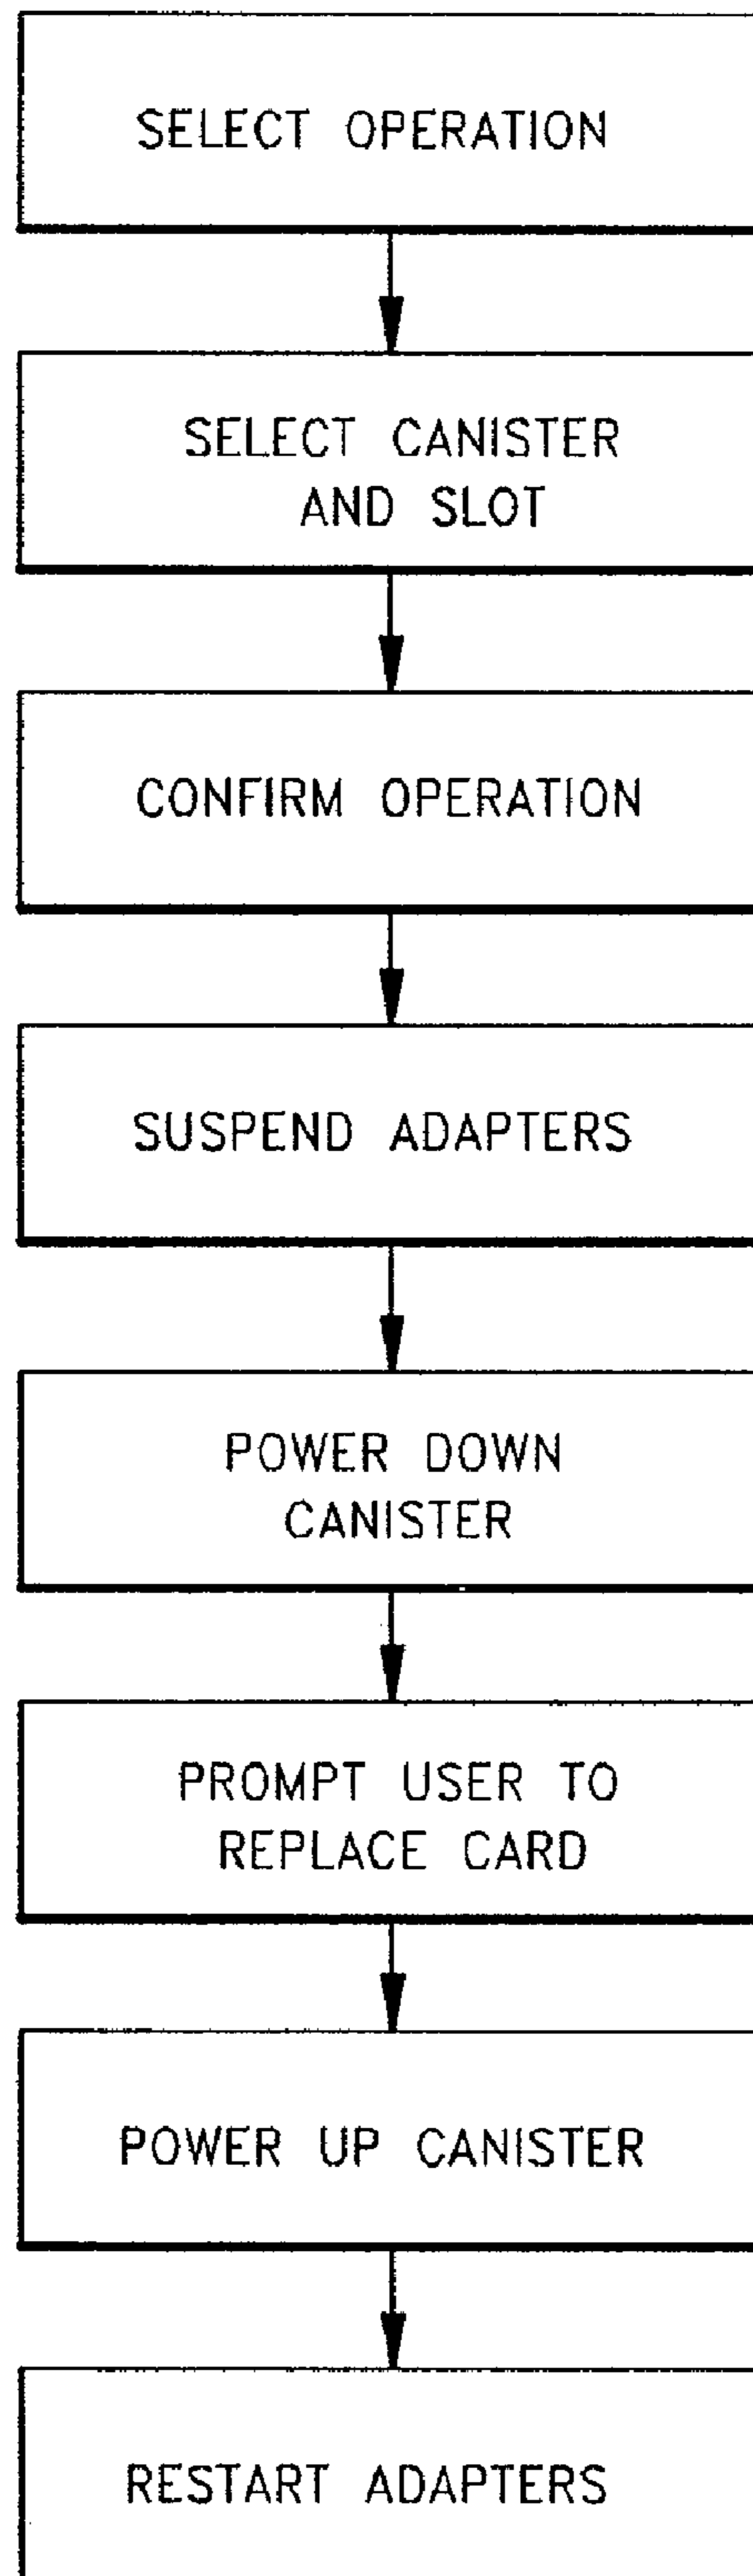 SELECT OPERATION
SELECT CANISTER
AND SLOT
CONFIRM OPERATION
SUSPEND ADAPTERS
POWER DOWN
CANISTER
PROMPT USER TO
REPLACE CARD
POWER UP CANISTER
RESTART ADAPTERS